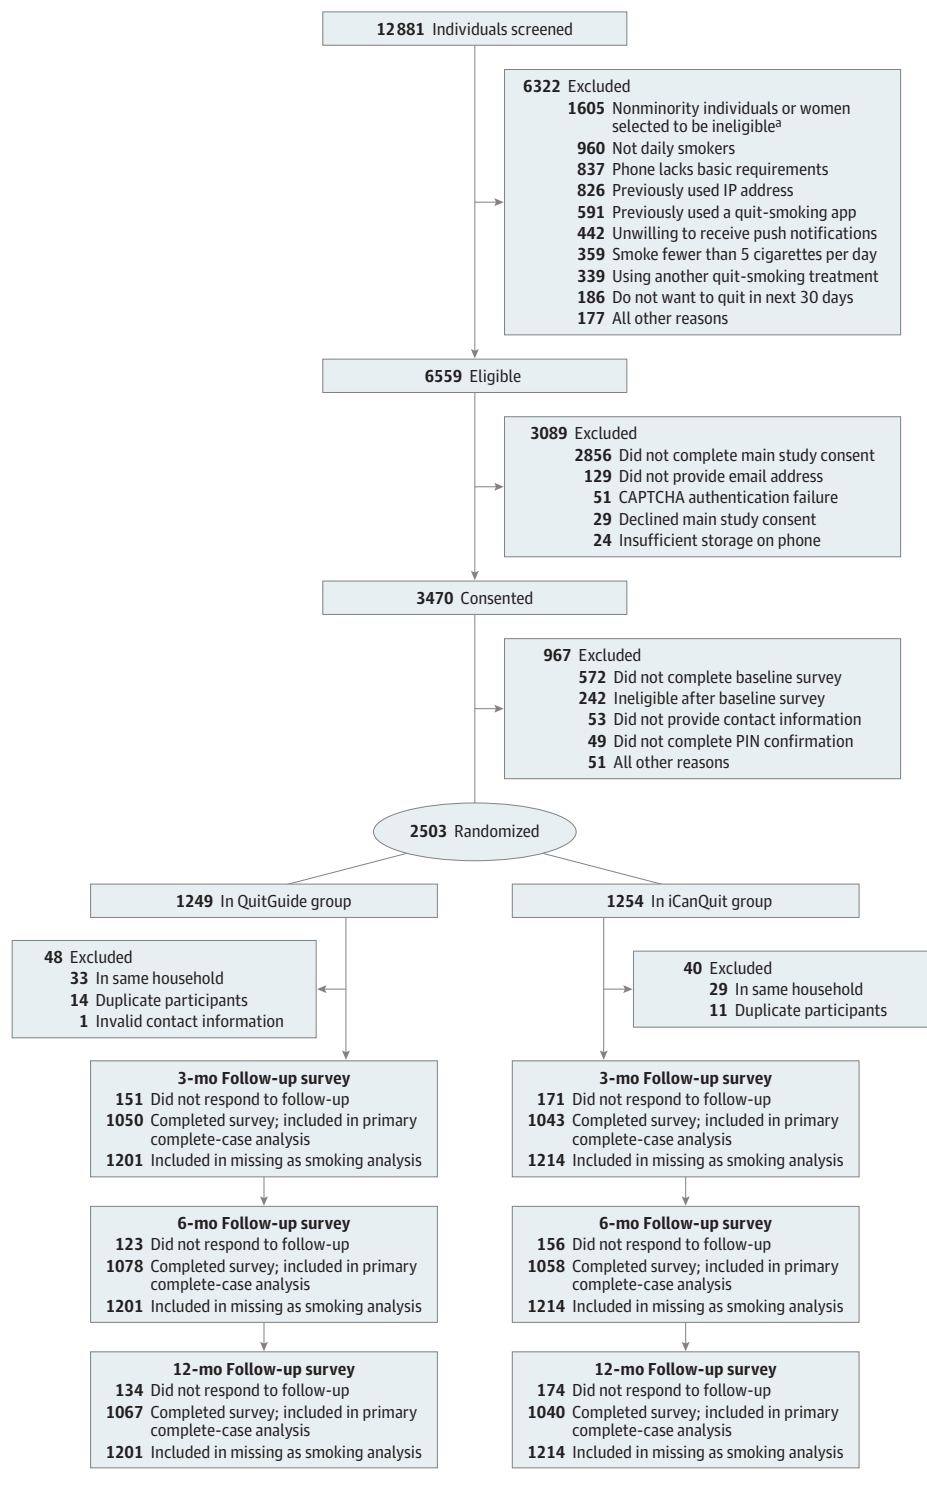 12 881 Individuals screened
6322 Excluded
1605 Nonminority individuals or women
selected to be ineligibleᵃ
960 Not daily smokers
837 Phone lacks basic requirements
826 Previously used IP address
591 Previously used a quit-smoking app
442 Unwilling to receive push notifications
359 Smoke fewer than 5 cigarettes per day
339 Using another quit-smoking treatment
186 Do not want to quit in next 30 days
177 All other reasons
6559 Eligible
3089 Excluded
2856 Did not complete main study consent
129 Did not provide email address
51 CAPTCHA authentication failure
29 Declined main study consent
24 Insufficient storage on phone
3470 Consented
967 Excluded
572 Did not complete baseline survey
242 Ineligible after baseline survey
53 Did not provide contact information
49 Did not complete PIN confirmation
51 All other reasons
2503 Randomized
1249 In QuitGuide group
48 Excluded
33 In same household
14 Duplicate participants
1 Invalid contact information
3-mo Follow-up survey
151 Did not respond to follow-up
1050 Completed survey; included in primary
complete-case analysis
1201 Included in missing as smoking analysis
6-mo Follow-up survey
123 Did not respond to follow-up
1078 Completed survey; included in primary
complete-case analysis
1201 Included in missing as smoking analysis
12-mo Follow-up survey
134 Did not respond to follow-up
1067 Completed survey; included in primary
complete-case analysis
1201 Included in missing as smoking analysis
1254 In iCanQuit group
40 Excluded
29 In same household
11 Duplicate participants
3-mo Follow-up survey
171 Did not respond to follow-up
1043 Completed survey; included in primary
complete-case analysis
1214 Included in missing as smoking analysis
6-mo Follow-up survey
156 Did not respond to follow-up
1058 Completed survey; included in primary
complete-case analysis
1214 Included in missing as smoking analysis
12-mo Follow-up survey
174 Did not respond to follow-up
1040 Completed survey; included in primary
complete-case analysis
1214 Included in missing as smoking analysis